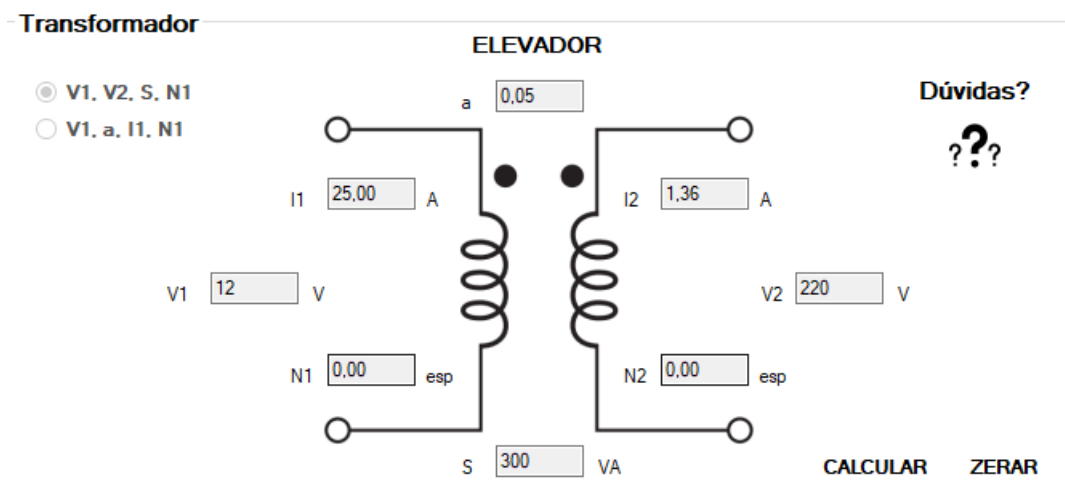 Transformador
ELEVADOR
V1, V2, S, N1
V1, a, I1, N1
a 0,05
Dúvidas?
???
I1 25,00 A
I2 1,36 A
V1 12 V
V2 220 V
N1 0,00 esp
N2 0,00 esp
S 300 VA
CALCULAR ZERAR